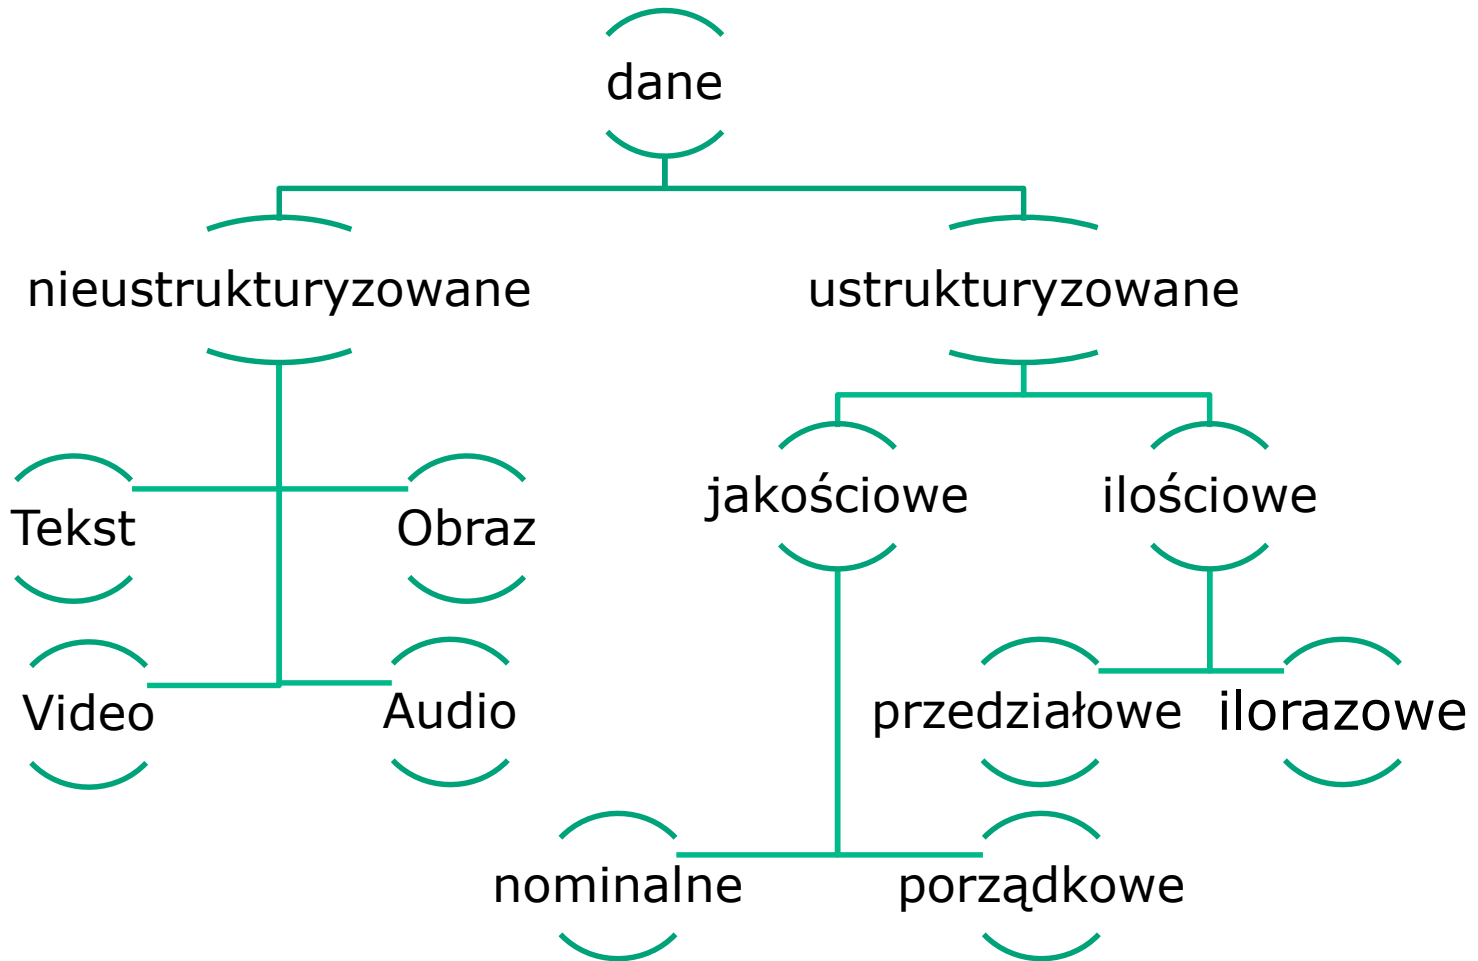 dane
nieustrukturyzowane
ustrukturyzowane
jakościowe
ilościowe
Tekst
Obraz
Video
Audio
przedziałowe
ilorazowe
nominalne
porządkowe